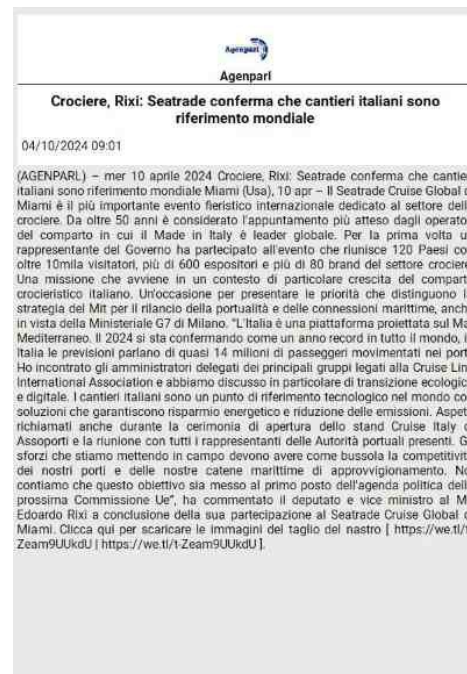 Agenparl
Agenparl
Crociere, Rixi: Seatrade conferma che cantieri italiani sono
riferimento mondiale
04/10/2024 09:01
(AGENPARL) – mer 10 aprile 2024 Crociere, Rixi: Seatrade conferma che cantie
italiani sono riferimento mondiale Miami (Usa), 10 apr – Il Seatrade Cruise Global d
Miami è il più importante evento fieristico internazionale dedicato al settore dell
crociere. Da oltre 50 anni è considerato l'appuntamento più atteso dagli operato
del comparto in cui il Made in Italy è leader globale. Per la prima volta u
rappresentante del Governo ha partecipato all'evento che riunisce 120 Paesi co
oltre 10mila visitatori, più di 600 espositori e più di 80 brand del settore crociere
Una missione che avviene in un contesto di particolare crescita del compart
crocieristico italiano. Un'occasione per presentare le priorità che distinguono l
strategia del Mit per il rilancio della portualità e delle connessioni marittime, anch
in vista della Ministeriale G7 di Milano. "L'Italia è una piattaforma proiettata sul Ma
Mediterraneo. Il 2024 si sta confermando come un anno record in tutto il mondo, i
Italia le previsioni parlano di quasi 14 milioni di passeggeri movimentati nei port
Ho incontrato gli amministratori delegati dei principali gruppi legati alla Cruise Lin
International Association e abbiamo discusso in particolare di transizione ecologic
e digitale. I cantieri italiani sono un punto di riferimento tecnologico nel mondo co
soluzioni che garantiscono risparmio energetico e riduzione delle emissioni. Aspet
richiamati anche durante la cerimonia di apertura dello stand Cruise Italy d
Assoporti e la riunione con tutti i rappresentanti delle Autorità portuali presenti. G
sforzi che stiamo mettendo in campo devono avere come bussola la competitivit
dei nostri porti e delle nostre catene marittime di approvvigionamento. No
contiamo che questo obiettivo sia messo al primo posto dell'agenda politica dell
prossima Commissione Ue", ha commentato il deputato e vice ministro al M
Edoardo Rixi a conclusione della sua partecipazione al Seatrade Cruise Global d
Miami. Clicca qui per scaricare le immagini del taglio del nastro [ https://we.tl/t
Zeam9UUkdU | https://we.tl/t-Zeam9UUkdU ].